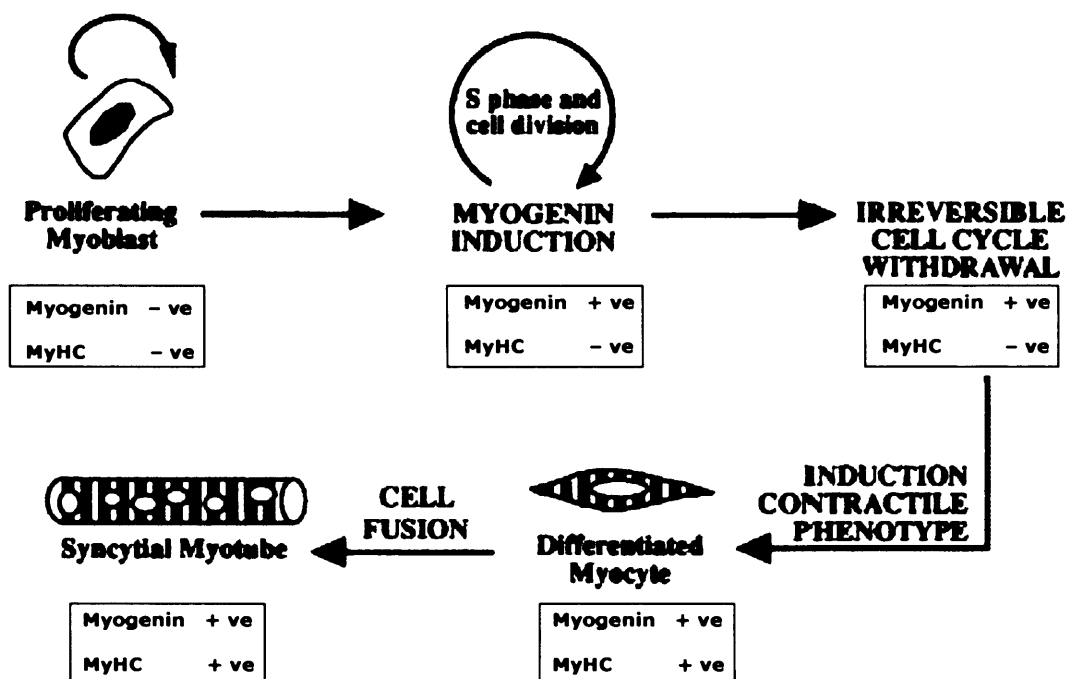 S phase and
cell division
Proliferating
Myoblast
MYOGENIN
INDUCTION
IRREVERSIBLE
CELL CYCLE
WITHDRAWAL
Myogenin – ve
MyHC – ve
Myogenin + ve
MyHC – ve
Myogenin + ve
MyHC – ve
INDUCTION
CONTRACTILE
PHENOTYPE
CELL
FUSION
Syncytial Myotube
Differentiated
Myocyte
Myogenin + ve
MyHC + ve
Myogenin + ve
MyHC + ve